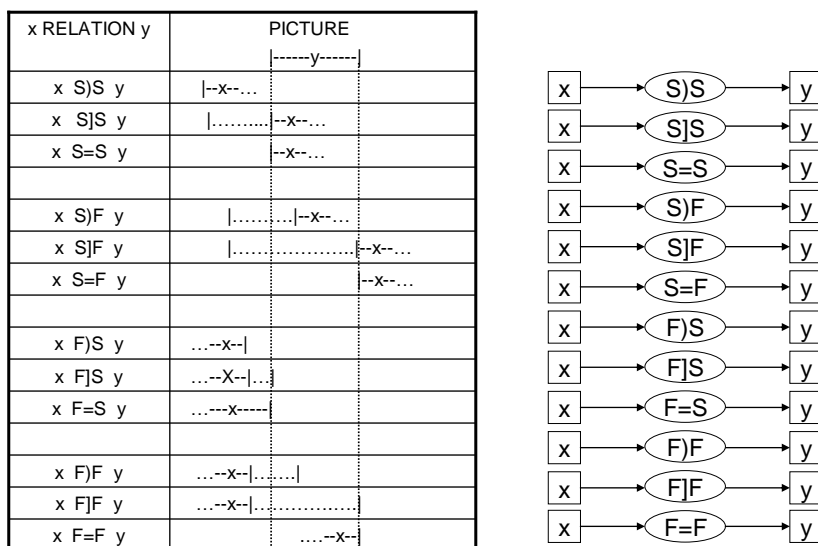 x RELATION y PICTURE
|------y------|
x S)S y |--x--…
x S]S y |……...|--x--…
x S=S y |--x--…
x S)F y |……….|--x--…
x S]F y |………………..|--x--…
x S=F y |--x--…
x F)S y …--x--|
x F]S y …--X--|…|
x F=S y …---x-----|
x F)F y …--x--|…….|
x F]F y …--x--|…………….|
x F=F y ….--x--|
x S)S y
x S]S y
x S=S y
x S)F y
x S]F y
x S=F y
x F)S y
x F]S y
x F=S y
x F)F y
x F]F y
x F=F y